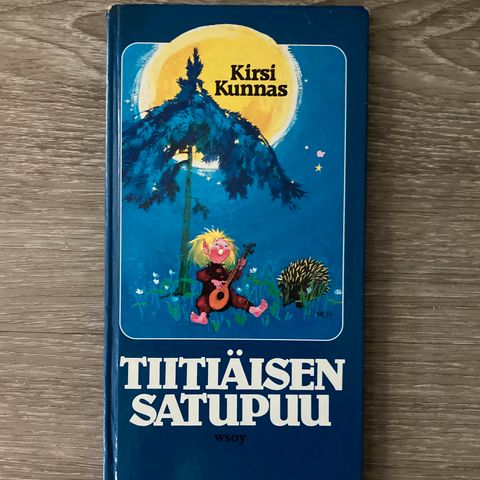 Kirsi
Kunnas
TIITIÄISEN
SATUPUU
wsoy